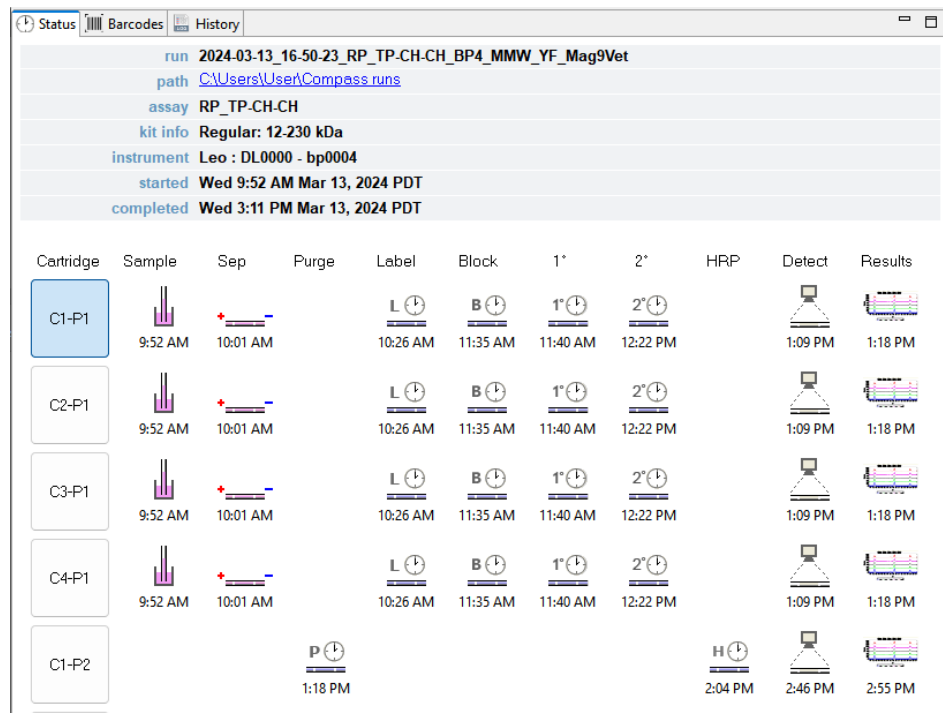 Status Barcodes History
run 2024-03-13_16-50-23_RP_TP-CH-CH_BP4_MMW_YF_Mag9Vet
path C:\Users\User\Compass runs
assay RP_TP-CH-CH
kit info Regular: 12-230 kDa
instrument Leo : DL0000 - bp0004
started Wed 9:52 AM Mar 13, 2024 PDT
completed Wed 3:11 PM Mar 13, 2024 PDT
Cartridge Sample Sep Purge Label Block 1° 2° HRP Detect Results
C1-P1 L B 1° 2°
9:52 AM 10:01 AM 10:26 AM 11:35 AM 11:40 AM 12:22 PM 1:09 PM 1:18 PM
C2-P1 L B 1° 2°
9:52 AM 10:01 AM 10:26 AM 11:35 AM 11:40 AM 12:22 PM 1:09 PM 1:18 PM
C3-P1 L B 1° 2°
9:52 AM 10:01 AM 10:26 AM 11:35 AM 11:40 AM 12:22 PM 1:09 PM 1:18 PM
C4-P1 L B 1° 2°
9:52 AM 10:01 AM 10:26 AM 11:35 AM 11:40 AM 12:22 PM 1:09 PM 1:18 PM
C1-P2 P H
1:18 PM 2:04 PM 2:46 PM 2:55 PM